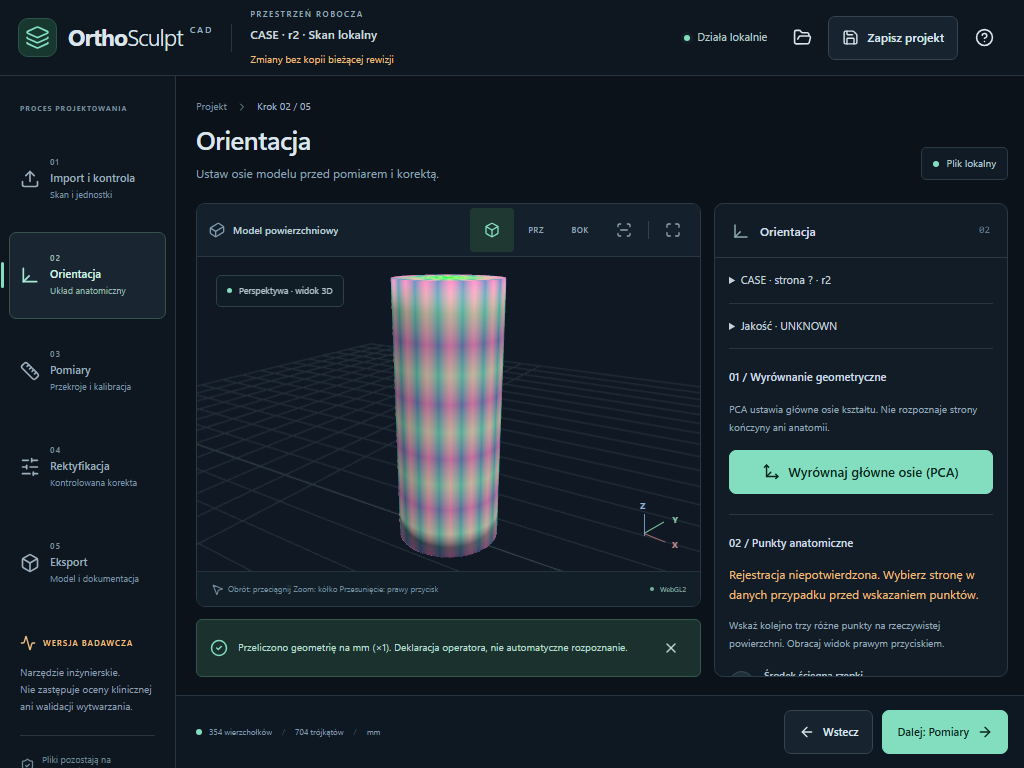 OrthoSculpt CAD
PRZESTRZEŃ ROBOCZA
CASE · r2 · Skan lokalny
Zmiany bez kopii bieżącej rewizji
Działa lokalnie
Zapisz projekt
PROCES PROJEKTOWANIA
01
Import i kontrola
Skan i jednostki
02
Orientacja
Układ anatomiczny
03
Pomiary
Przekroje i kalibracja
04
Rektyfikacja
Kontrolowana korekta
05
Eksport
Model i dokumentacja
WERSJA BADAWCZA
Narzędzie inżynierskie.
Nie zastępuje oceny klinicznej
ani walidacji wytwarzania.
Pliki pozostają na
Projekt > Krok 02 / 05
Orientacja
Ustaw osie modelu przed pomiarem i korektą.
Plik lokalny
Model powierzchniowy
PRZ
BOK
Perspektywa · widok 3D
Z
Y
X
Obrót: przeciągnij Zoom: kółko Przesunięcie: prawy przycisk
WebGL2
Przeliczono geometrię na mm (×1). Deklaracja operatora, nie automatyczne rozpoznanie.
Orientacja
02
CASE · strona ? · r2
Jakość · UNKNOWN
01 / Wyrównanie geometryczne
PCA ustawia główne osie kształtu. Nie rozpoznaje strony
kończyny ani anatomii.
Wyrównaj główne osie (PCA)
02 / Punkty anatomiczne
Rejestracja niepotwierdzona. Wybierz stronę w
danych przypadku przed wskazaniem punktów.
Wskaż kolejno trzy różne punkty na rzeczywistej
powierzchni. Obracaj widok prawym przyciskiem.
Środek ścięgna rzepki
354 wierzchołków / 704 trójkątów / mm
Wstecz
Dalej: Pomiary